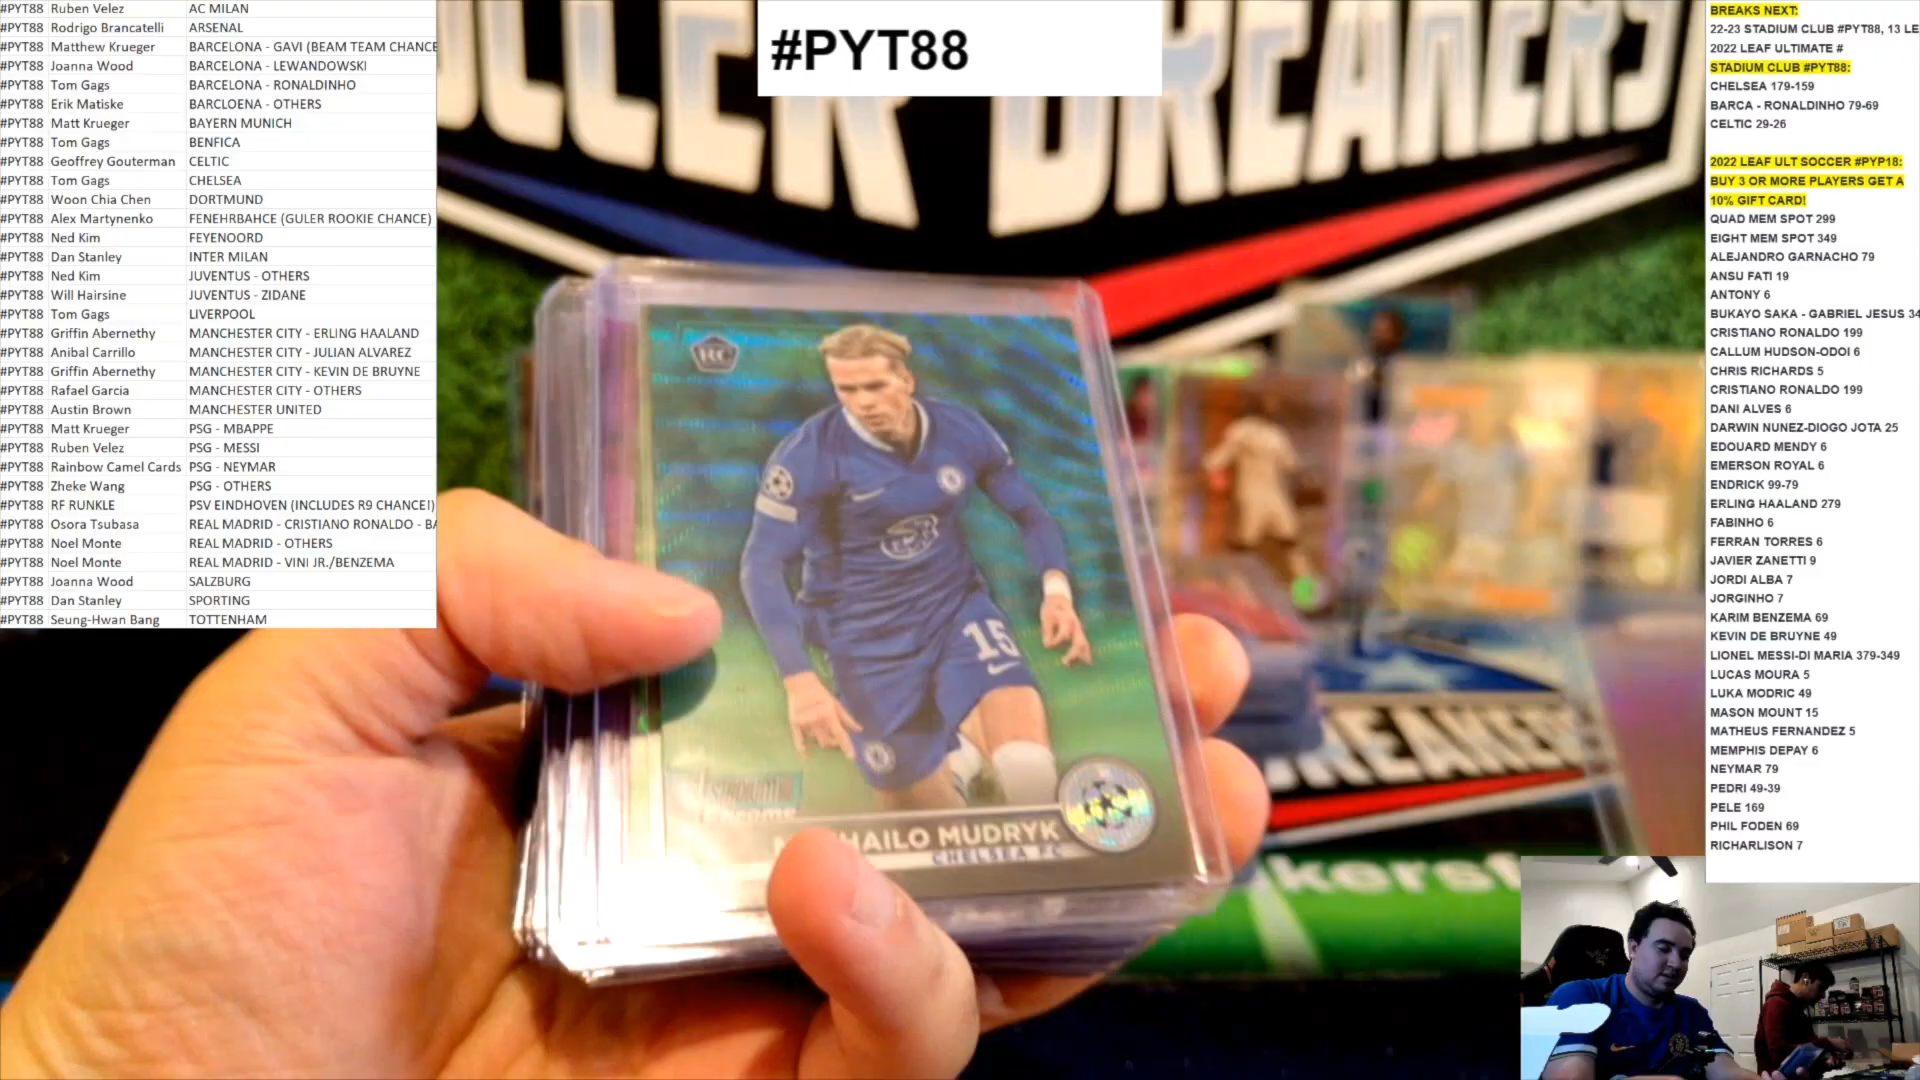 #PYT88 Ruben Velez AC MILAN
#PYT88 Rodrigo Brancatelli ARSENAL
#PYT88 Matthew Krueger BARCELONA - GAVI (BEAM TEAM CHANCE
#PYT88 Joanna Wood BARCELONA - LEWANDOWSKI
#PYT88 Tom Gags BARCELONA - RONALDINHO
#PYT88 Erik Matiske BARCLOENA - OTHERS
#PYT88 Matt Krueger BAYERN MUNICH
#PYT88 Tom Gags BENFICA
#PYT88 Geoffrey Gouterman CELTIC
#PYT88 Tom Gags CHELSEA
#PYT88 Woon Chia Chen DORTMUND
#PYT88 Alex Martynenko FENEHRBAHCE (GULER ROOKIE CHANCE)
#PYT88 Ned Kim FEYENOORD
#PYT88 Dan Stanley INTER MILAN
#PYT88 Ned Kim JUVENTUS - OTHERS
#PYT88 Will Hairsine JUVENTUS - ZIDANE
#PYT88 Tom Gags LIVERPOOL
#PYT88 Griffin Abernethy MANCHESTER CITY - ERLING HAALAND
#PYT88 Anibal Carrillo MANCHESTER CITY - JULIAN ALVAREZ
#PYT88 Griffin Abernethy MANCHESTER CITY - KEVIN DE BRUYNE
#PYT88 Rafael Garcia MANCHESTER CITY - OTHERS
#PYT88 Austin Brown MANCHESTER UNITED
#PYT88 Matt Krueger PSG - MBAPPE
#PYT88 Ruben Velez PSG - MESSI
#PYT88 Rainbow Camel Cards PSG - NEYMAR
#PYT88 Zheke Wang PSG - OTHERS
#PYT88 RF RUNKLE PSV EINDHOVEN (INCLUDES R9 CHANCE!)
#PYT88 Osora Tsubasa REAL MADRID - CRISTIANO RONALDO - BA
#PYT88 Noel Monte REAL MADRID - OTHERS
#PYT88 Noel Monte REAL MADRID - VINI JR./BENZEMA
#PYT88 Joanna Wood SALZBURG
#PYT88 Dan Stanley SPORTING
#PYT88 Seung-Hwan Bang TOTTENHAM
#PYT88
BREAKERS
RC
15
STADIUM
Chrome
MUDRYK
CHELSEA FC
BREAKERS
BREAKS NEXT:
22-23 STADIUM CLUB #PYT88, 13 LE
2022 LEAF ULTIMATE #
STADIUM CLUB #PYT88:
CHELSEA 179-159
BARCA - RONALDINHO 79-69
CELTIC 29-26
2022 LEAF ULT SOCCER #PYP18:
BUY 3 OR MORE PLAYERS GET A
10% GIFT CARD!
QUAD MEM SPOT 299
EIGHT MEM SPOT 349
ALEJANDRO GARNACHO 79
ANSU FATI 19
ANTONY 6
BUKAYO SAKA - GABRIEL JESUS 34
CRISTIANO RONALDO 199
CALLUM HUDSON-ODOI 6
CHRIS RICHARDS 5
CRISTIANO RONALDO 199
DANI ALVES 6
DARWIN NUNEZ-DIOGO JOTA 25
EDOUARD MENDY 6
EMERSON ROYAL 6
ENDRICK 99-79
ERLING HAALAND 279
FABINHO 6
FERRAN TORRES 6
JAVIER ZANETTI 9
JORDI ALBA 7
JORGINHO 7
KARIM BENZEMA 69
KEVIN DE BRUYNE 49
LIONEL MESSI-DI MARIA 379-349
LUCAS MOURA 5
LUKA MODRIC 49
MASON MOUNT 15
MATHEUS FERNANDEZ 5
MEMPHIS DEPAY 6
NEYMAR 79
PEDRI 49-39
PELE 169
PHIL FODEN 69
RICHARLISON 7